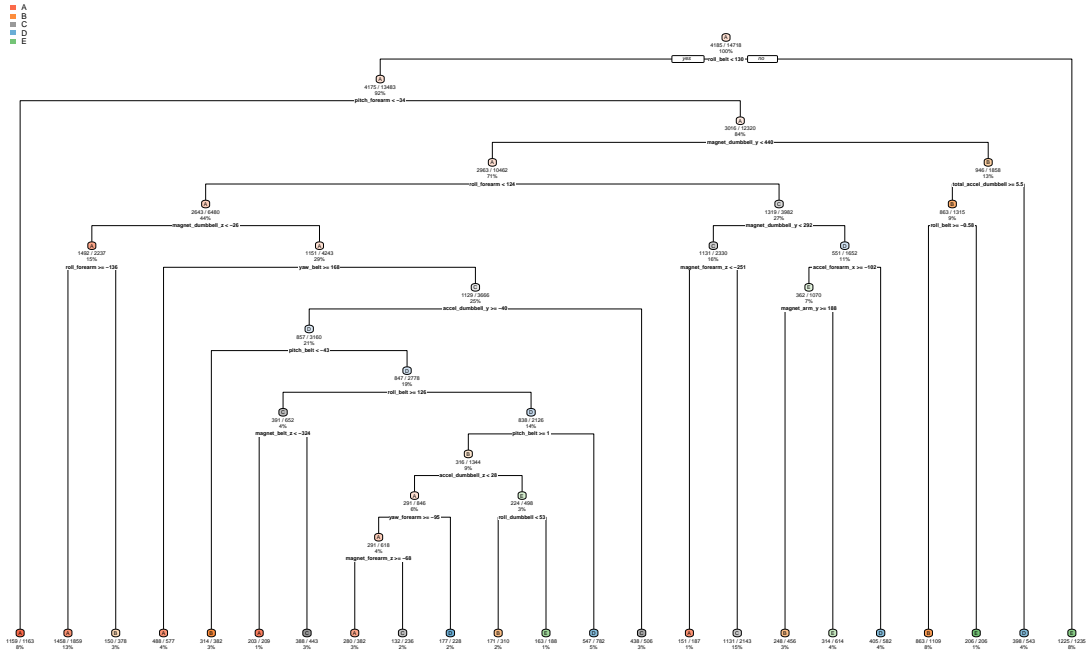 A
B
C
D
E
A
4185 / 14718
100%
yes roll_belt < 130 no
A
4175 / 13483
92%
pitch_forearm < −34
A
3016 / 12320
84%
magnet_dumbbell_y < 440
A
2963 / 10462
71%
B
946 / 1858
13%
roll_forearm < 124
total_accel_dumbbell >= 5.5
A
2643 / 6480
44%
C
1319 / 3982
27%
B
863 / 1315
9%
magnet_dumbbell_z < −26
magnet_dumbbell_y < 292
roll_belt >= −0.58
A
1492 / 2237
15%
A
1151 / 4243
29%
C
1131 / 2330
16%
D
551 / 1652
11%
roll_forearm >= −136
yaw_belt >= 168
magnet_forearm_z < −251
accel_forearm_x >= −102
C
1129 / 3666
25%
E
362 / 1070
7%
accel_dumbbell_y >= −40
magnet_arm_y >= 188
D
857 / 3160
21%
pitch_belt < −43
D
847 / 2778
19%
roll_belt >= 126
C
391 / 652
4%
D
838 / 2126
14%
magnet_belt_z < −324
pitch_belt >= 1
B
316 / 1344
9%
accel_dumbbell_z < 28
A
291 / 846
6%
E
224 / 498
3%
yaw_forearm >= −95
roll_dumbbell < 53
A
291 / 618
4%
magnet_forearm_z >= −68
A A B A B A C A C D B E D C A C B E D B E D E
1159 / 1163 1458 / 1859 150 / 378 488 / 577 314 / 382 203 / 209 388 / 443 280 / 382 132 / 236 177 / 228 171 / 310 163 / 188 547 / 782 438 / 506 151 / 187 1131 / 2143 248 / 456 314 / 614 405 / 582 863 / 1109 206 / 206 398 / 543 1225 / 1235
8% 13% 3% 4% 3% 1% 3% 3% 2% 2% 2% 1% 5% 3% 1% 15% 3% 4% 4% 8% 1% 4% 8%